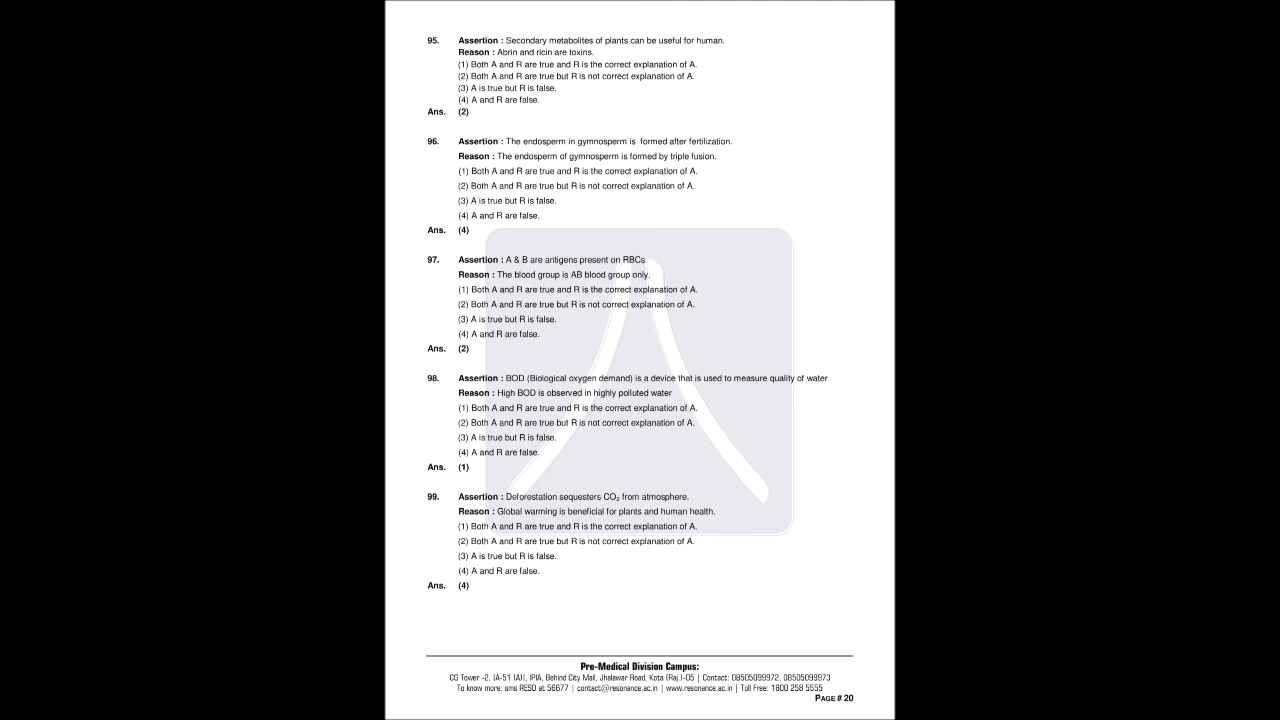 95. Assertion : Secondary metabolites of plants can be useful for human.
Reason : Abrin and ricin are toxins.
(1) Both A and R are true and R is the correct explanation of A.
(2) Both A and R are true but R is not correct explanation of A.
(3) A is true but R is false.
(4) A and R are false.
Ans. (2)
96. Assertion : The endosperm in gymnosperm is formed after fertilization.
Reason : The endosperm of gymnosperm is formed by triple fusion.
(1) Both A and R are true and R is the correct explanation of A.
(2) Both A and R are true but R is not correct explanation of A.
(3) A is true but R is false.
(4) A and R are false.
Ans. (4)
97. Assertion : A & B are antigens present on RBCs
Reason : The blood group is AB blood group only.
(1) Both A and R are true and R is the correct explanation of A.
(2) Both A and R are true but R is not correct explanation of A.
(3) A is true but R is false.
(4) A and R are false.
Ans. (2)
98. Assertion : BOD (Biological oxygen demand) is a device that is used to measure quality of water
Reason : High BOD is observed in highly polluted water
(1) Both A and R are true and R is the correct explanation of A.
(2) Both A and R are true but R is not correct explanation of A.
(3) A is true but R is false.
(4) A and R are false.
Ans. (1)
99. Assertion : Deforestation sequesters CO₂ from atmosphere.
Reason : Global warming is beneficial for plants and human health.
(1) Both A and R are true and R is the correct explanation of A.
(2) Both A and R are true but R is not correct explanation of A.
(3) A is true but R is false.
(4) A and R are false.
Ans. (4)
Pre-Medical Division Campus:
CG Tower -2, [A-51 (A)], IPIA, Behind City Mall, Jhalawar Road, Kota (Raj.)-05 | Contact: 08505099972, 08505099973
To know more: sms RESO at 56677 | contact@resonance.ac.in | www.resonance.ac.in | Toll Free: 1800 258 5555
PAGE # 20